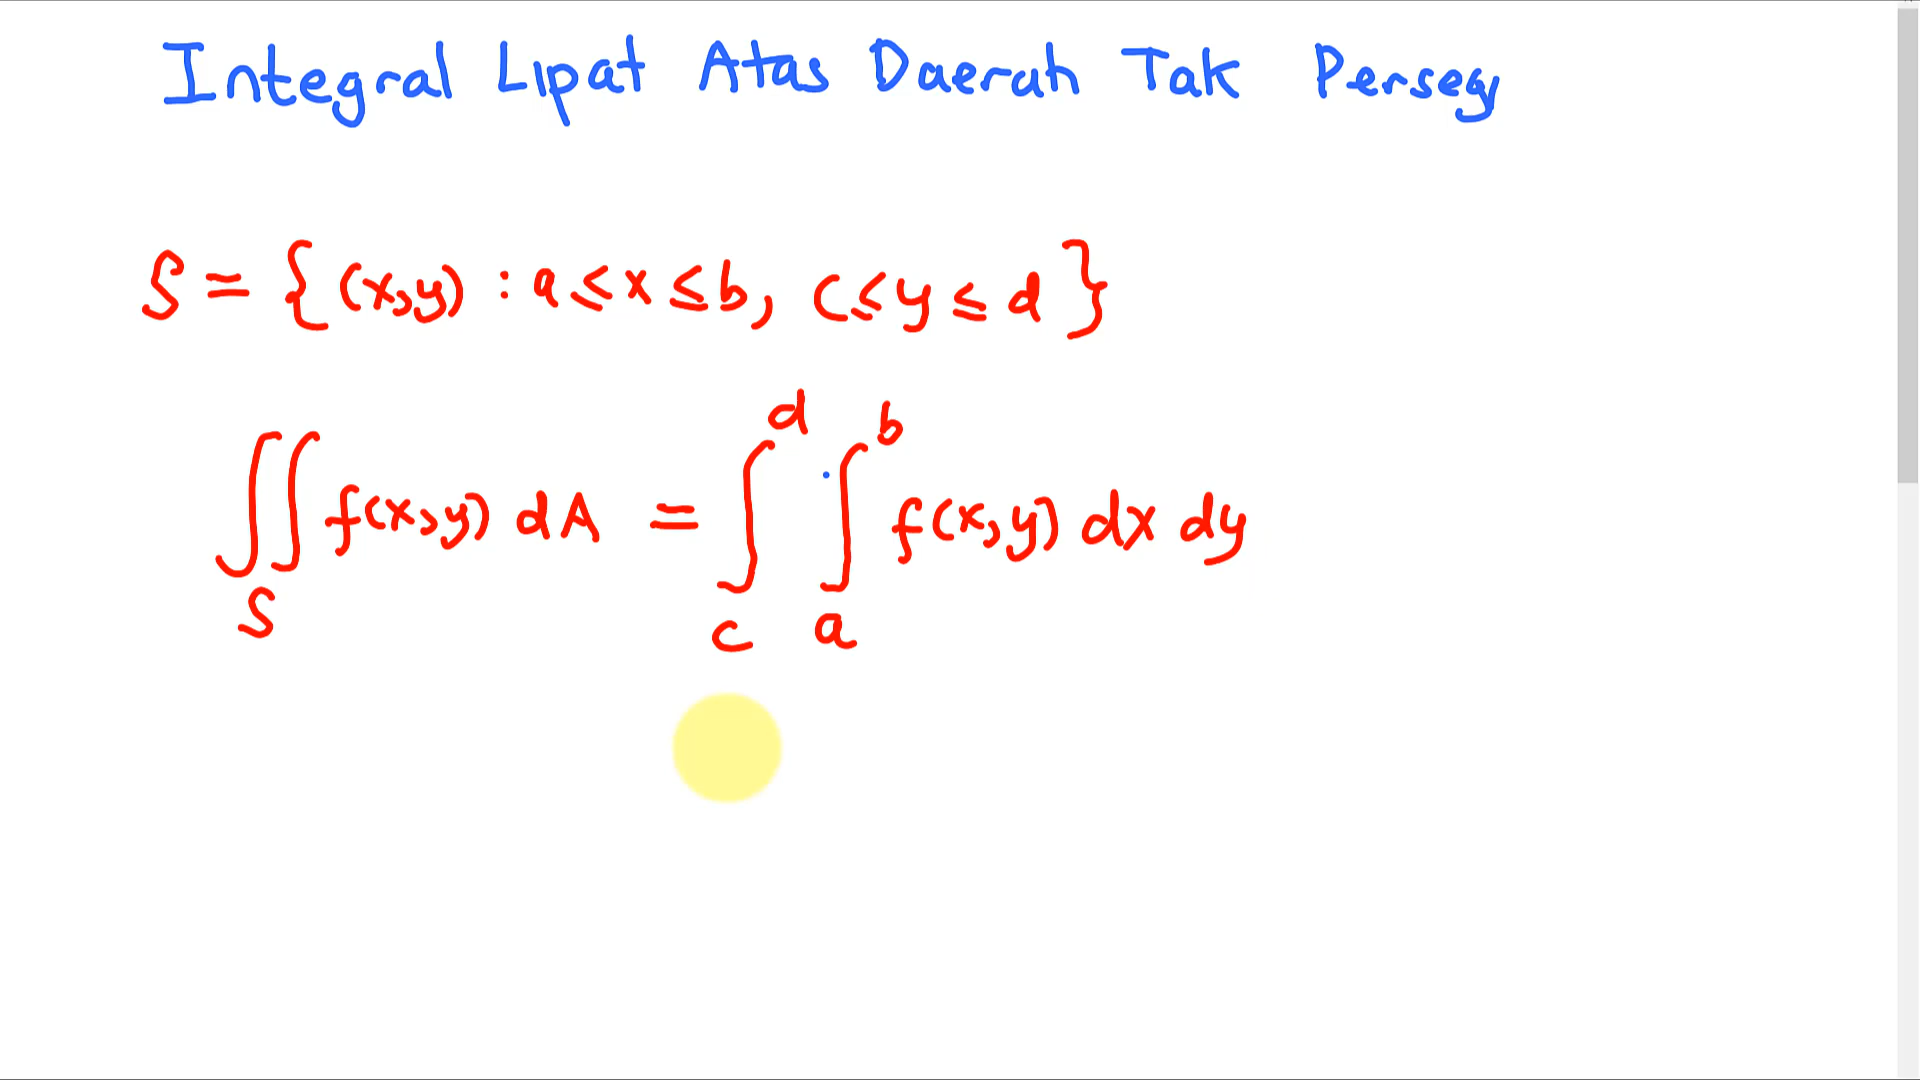 Integral Lipat Atas Daerah Tak Persegi
S = {(x,y) : a ≤ x ≤ b, c ≤ y ≤ d}
∬_S f(x,y) dA = ∫_c^d ∫_a^b f(x,y) dx dy